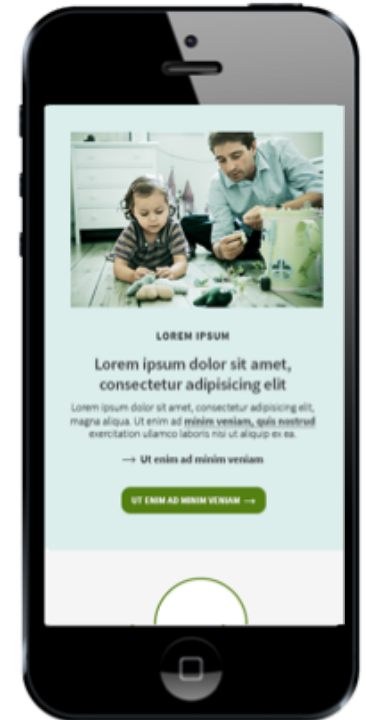 LOREM IPSUM
Lorem ipsum dolor sit amet,
consectetur adipisicing elit
Lorem ipsum dolor sit amet, consectetur adipisicing elit,
magna aliqua. Ut enim ad minim veniam, quis nostrud
exercitation ullamco laboris nisi ut aliquip ex ea.
→ Ut enim ad minim veniam
UT ENIM AD MINIM VENIAM →